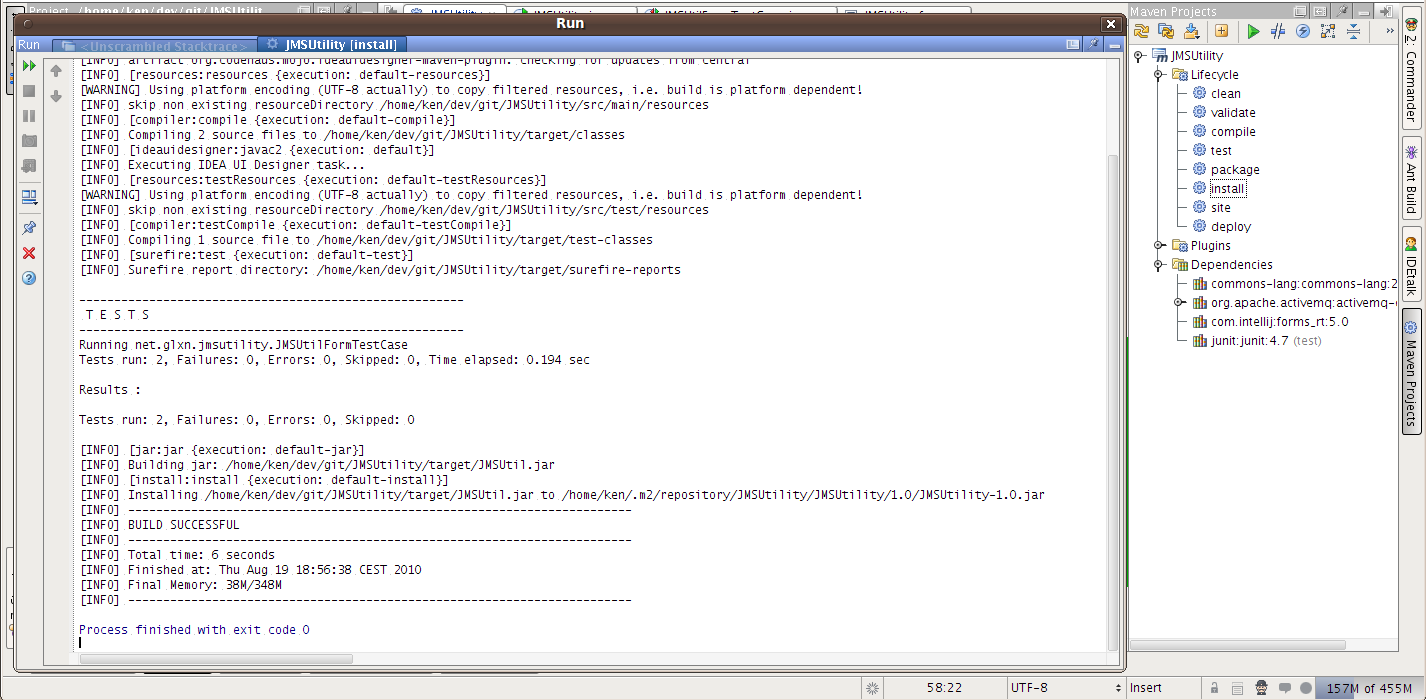 Project
/home/ken/dev/git/JMSUtilit
Run
Run
<Unscrambled Stacktrace>
JMSUtility [install]
[INFO] artifact org.codehaus.mojo:ideauidesigner-maven-plugin: checking for updates from central
[INFO] [resources:resources {execution: default-resources}]
[WARNING] Using platform encoding (UTF-8 actually) to copy filtered resources, i.e. build is platform dependent!
[INFO] skip non existing resourceDirectory /home/ken/dev/git/JMSUtility/src/main/resources
[INFO] [compiler:compile {execution: default-compile}]
[INFO] Compiling 2 source files to /home/ken/dev/git/JMSUtility/target/classes
[INFO] [ideauidesigner:javac2 {execution: default}]
[INFO] Executing IDEA UI Designer task...
[INFO] [resources:testResources {execution: default-testResources}]
[WARNING] Using platform encoding (UTF-8 actually) to copy filtered resources, i.e. build is platform dependent!
[INFO] skip non existing resourceDirectory /home/ken/dev/git/JMSUtility/src/test/resources
[INFO] [compiler:testCompile {execution: default-testCompile}]
[INFO] Compiling 1 source file to /home/ken/dev/git/JMSUtility/target/test-classes
[INFO] [surefire:test {execution: default-test}]
[INFO] Surefire report directory: /home/ken/dev/git/JMSUtility/target/surefire-reports
-------------------------------------------------------
T E S T S
-------------------------------------------------------
Running net.glxn.jmsutility.JMSUtilFormTestCase
Tests run: 2, Failures: 0, Errors: 0, Skipped: 0, Time elapsed: 0.194 sec
Results :
Tests run: 2, Failures: 0, Errors: 0, Skipped: 0
[INFO] [jar:jar {execution: default-jar}]
[INFO] Building jar: /home/ken/dev/git/JMSUtility/target/JMSUtil.jar
[INFO] [install:install {execution: default-install}]
[INFO] Installing /home/ken/dev/git/JMSUtility/target/JMSUtil.jar to /home/ken/.m2/repository/JMSUtility/JMSUtility/1.0/JMSUtility-1.0.jar
[INFO] ------------------------------------------------------------------------
[INFO] BUILD SUCCESSFUL
[INFO] ------------------------------------------------------------------------
[INFO] Total time: 6 seconds
[INFO] Finished at: Thu Aug 19 18:56:38 CEST 2010
[INFO] Final Memory: 38M/348M
[INFO] ------------------------------------------------------------------------
Process finished with exit code 0
Maven Projects
JMSUtility
Lifecycle
clean
validate
compile
test
package
install
site
deploy
Plugins
Dependencies
commons-lang:commons-lang:2
org.apache.activemq:activemq-
com.intellij:forms_rt:5.0
junit:junit:4.7 (test)
2: Commander
Ant Build
IDEtalk
Maven Projects
58:22
UTF-8
Insert
157M of 455M